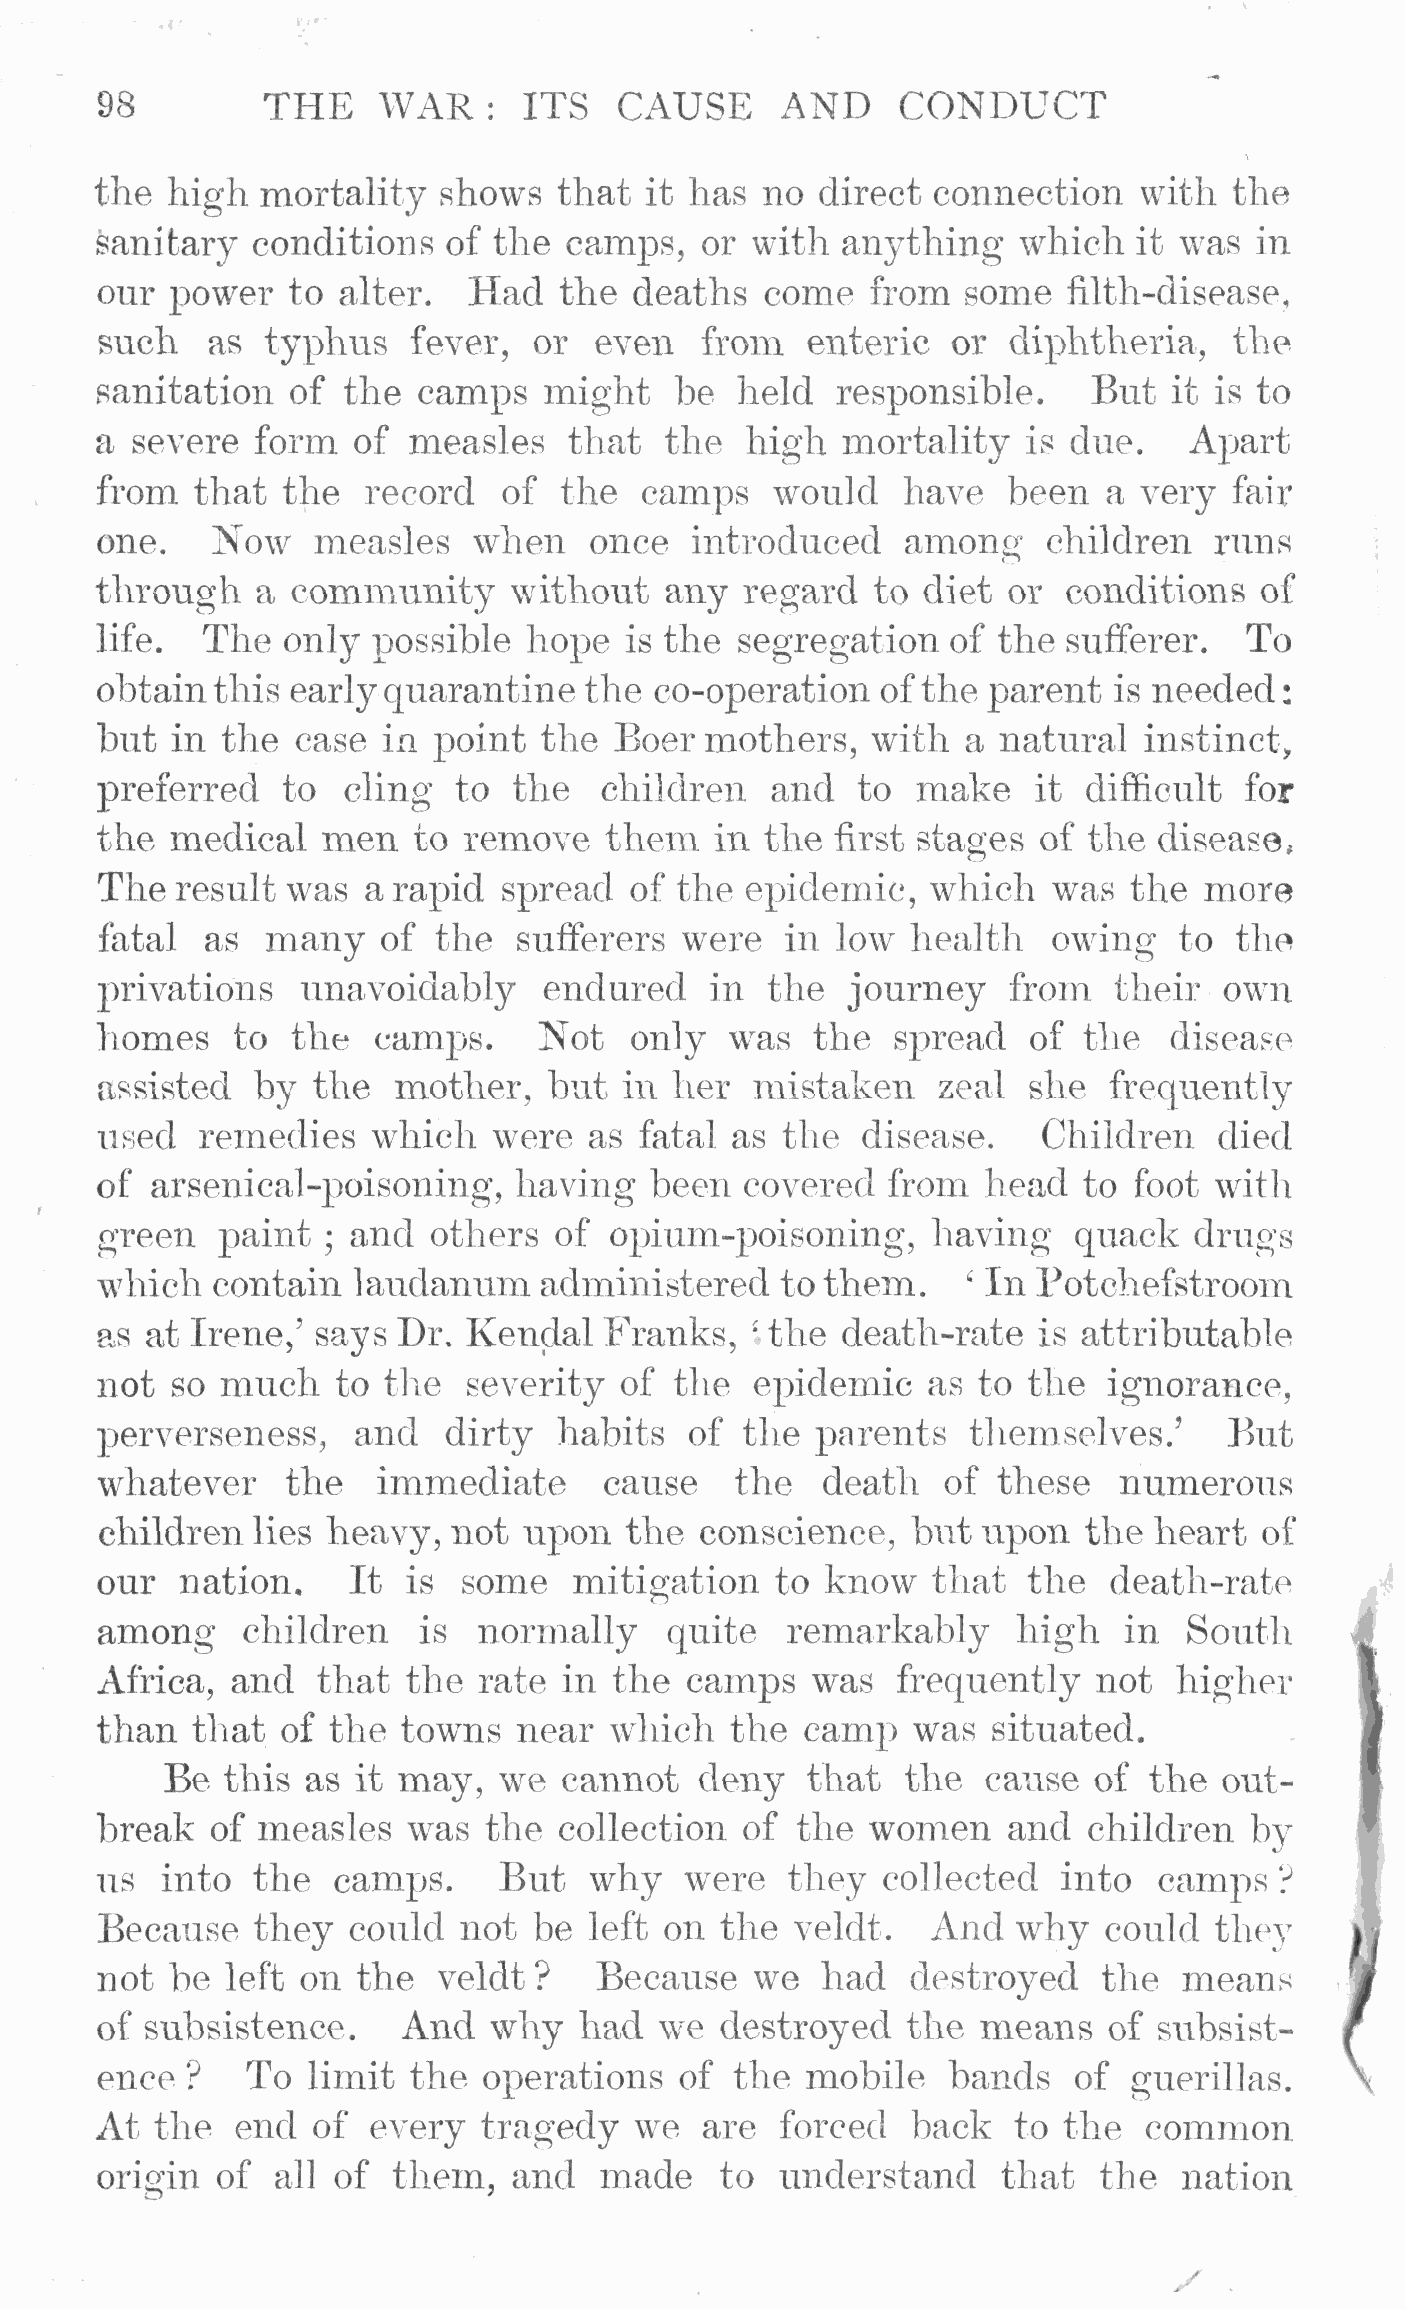 98 THE WAR : ITS CAUSE AND CONDUCT
the high mortality shows that it has no direct connection with the
sanitary conditions of the camps, or with anything which it was in
our power to alter. Had the deaths come from some filth-disease,
such as typhus fever, or even from enteric or diphtheria, the
sanitation of the camps might be held responsible. But it is to
a severe form of measles that the high mortality is due. Apart
from that the record of the camps would have been a very fair
one. Now measles when once introduced among children runs
through a community without any regard to diet or conditions of
life. The only possible hope is the segregation of the sufferer. To
obtain this early quarantine the co-operation of the parent is needed:
but in the case in point the Boer mothers, with a natural instinct,
preferred to cling to the children and to make it difficult for
the medical men to remove them in the first stages of the disease.
The result was a rapid spread of the epidemic, which was the more
fatal as many of the sufferers were in low health owing to the
privations unavoidably endured in the journey from their own
homes to the camps. Not only was the spread of the disease
assisted by the mother, but in her mistaken zeal she frequently
used remedies which were as fatal as the disease. Children died
of arsenical-poisoning, having been covered from head to foot with
green paint ; and others of opium-poisoning, having quack drugs
which contain laudanum administered to them. ‘ In Potchefstroom
as at Irene,’ says Dr. Kendal Franks, ‘ the death-rate is attributable
not so much to the severity of the epidemic as to the ignorance,
perverseness, and dirty habits of the parents themselves.’ But
whatever the immediate cause the death of these numerous
children lies heavy, not upon the conscience, but upon the heart of
our nation. It is some mitigation to know that the death-rate
among children is normally quite remarkably high in South
Africa, and that the rate in the camps was frequently not higher
than that of the towns near which the camp was situated.
Be this as it may, we cannot deny that the cause of the out-
break of measles was the collection of the women and children by
us into the camps. But why were they collected into camps ?
Because they could not be left on the veldt. And why could they
not be left on the veldt ? Because we had destroyed the means
of subsistence. And why had we destroyed the means of subsist-
ence ? To limit the operations of the mobile bands of guerillas.
At the end of every tragedy we are forced back to the common
origin of all of them, and made to understand that the nation